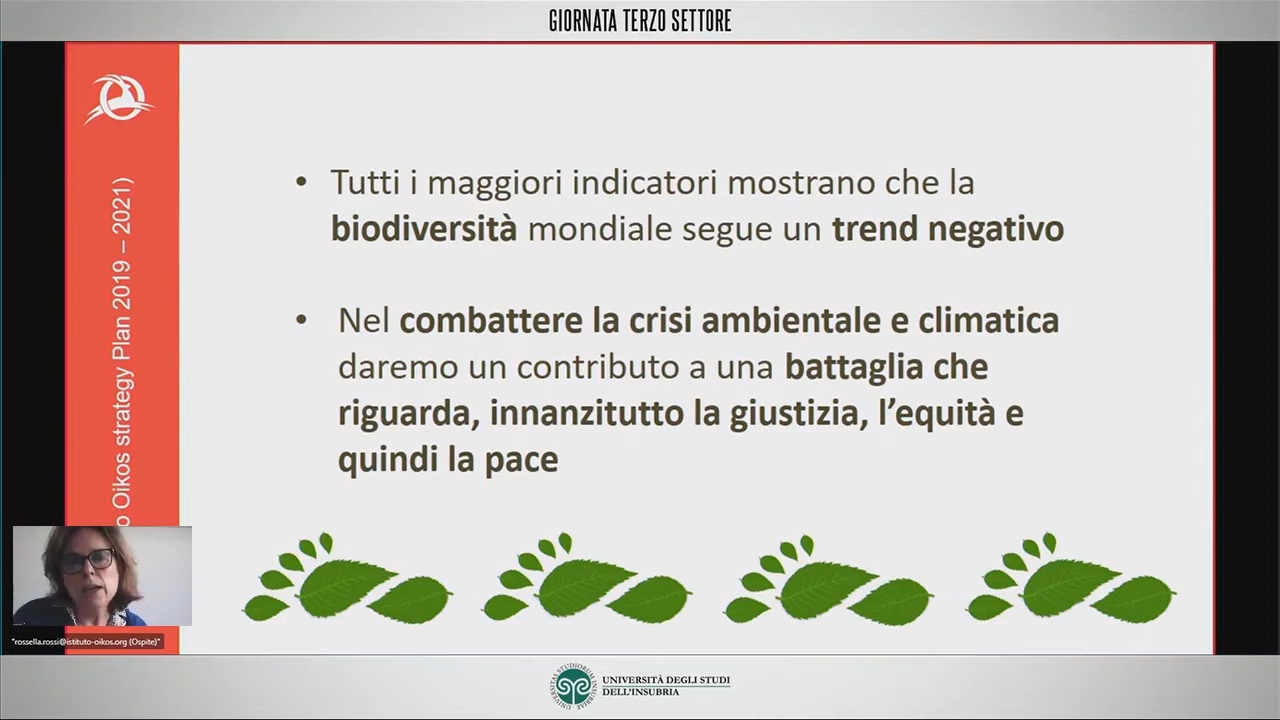 GIORNATA TERZO SETTORE
o Oikos strategy Plan 2019 – 2021)
• Tutti i maggiori indicatori mostrano che la
biodiversità mondiale segue un trend negativo
• Nel combattere la crisi ambientale e climatica
daremo un contributo a una battaglia che
riguarda, innanzitutto la giustizia, l’equità e
quindi la pace
"rossella.rossi@istituto-oikos.org (Ospite)"
UNIVERSITÀ DEGLI STUDI
DELL'INSUBRIA